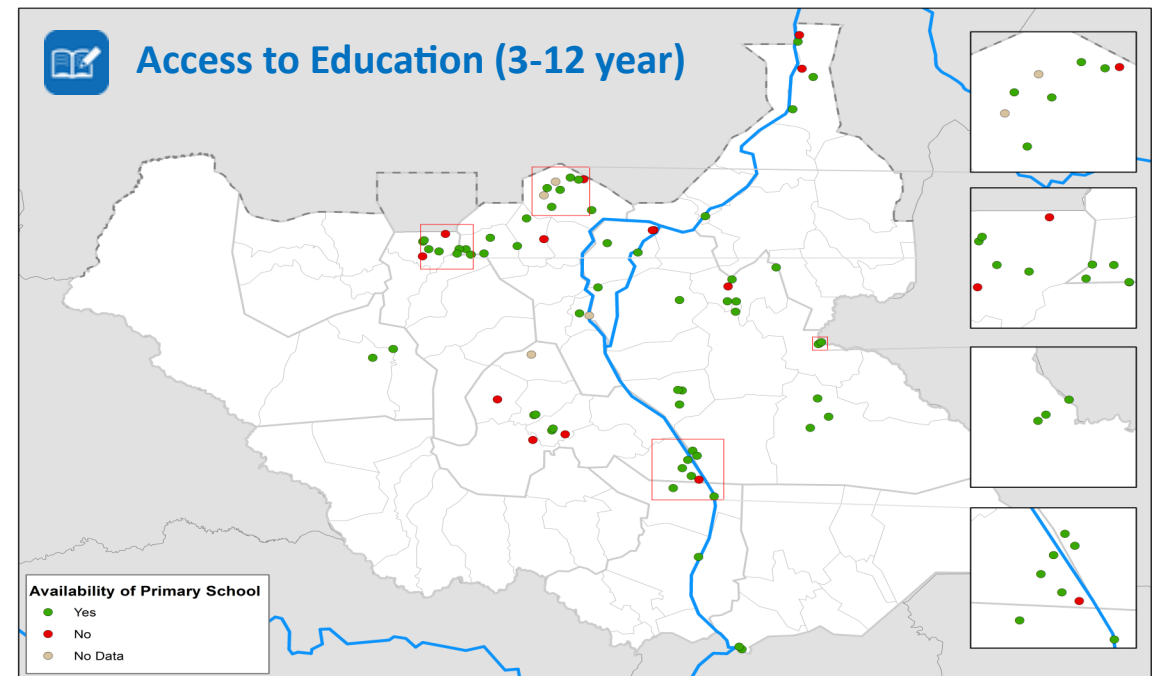 Access to Education (3-12 year)
Availability of Primary School
Yes
No
No Data